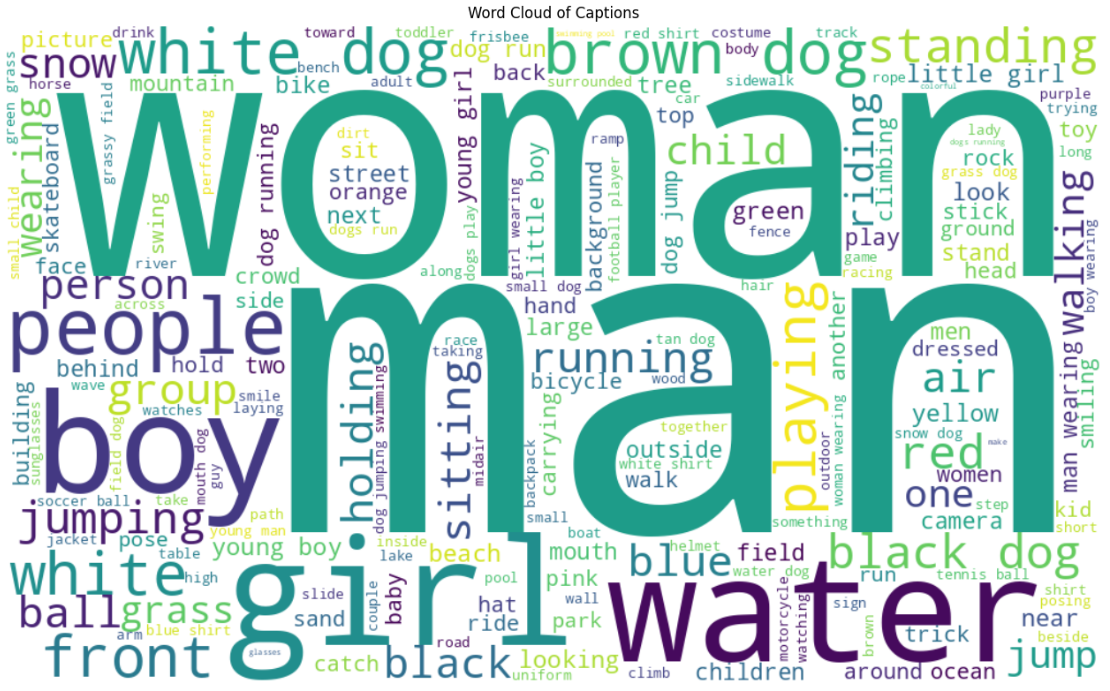 Word Cloud of Captions
picture
drink
toward
toddler
frisbee
swimming pool
red shirt
costume
track
snow
white dog
dog run
brown dog
standing
horse
mountain
bench
adult
bike
back
surrounded
tree
body
car
sidewalk
rope
little girl
colorful
purple
trying
green grass
wearing
skateboard
grassy field
small child
performing
swing
dog running
young girl
woman
dirt
sit
street
orange
next
dogs run
dogs play
girl wearing
little boy
background
ramp
football player
dog jump
top
child
green
fence
riding
climbing
play
game
racing
lady
dogs running
grass dog
rock
look
stick
ground
stand
head
toy
long
walking
boy wearing
face
river
crowd
along
small dog
hair
person
across
side
hand
people
behind
hold
two
large
man
tan dog
another
men
dressed
wave
race
taking
running
bicycle
wood
air
smiling
building
sunglasses
group
watches
smile
laying
holding
sitting
midair
dog jumping
swimming
carrying
together
outside
white shirt
walk
playing
outdoor
woman wearing
yellow
snow dog
make
red
women
man wearing
boy
field dog
mouth dog
guy
soccer ball
take
jumping
path
young man
backpack
small
something
one
step
camera
kid
short
jacket
pose
young boy
inside
lake
beach
boat
mouth
helmet
blue
field
black dog
white
table
high
slide
couple
baby
girl
pool
pink
wall
water dog
water
motorcycle
watching
run
tennis ball
shirt
posing
ball
grass
arm
blue shirt
sand
hat
ride
park
sign
brown
trick
near
beside
front
glasses
road
catch
black
uniform
looking
climb
children
around
ocean
jump